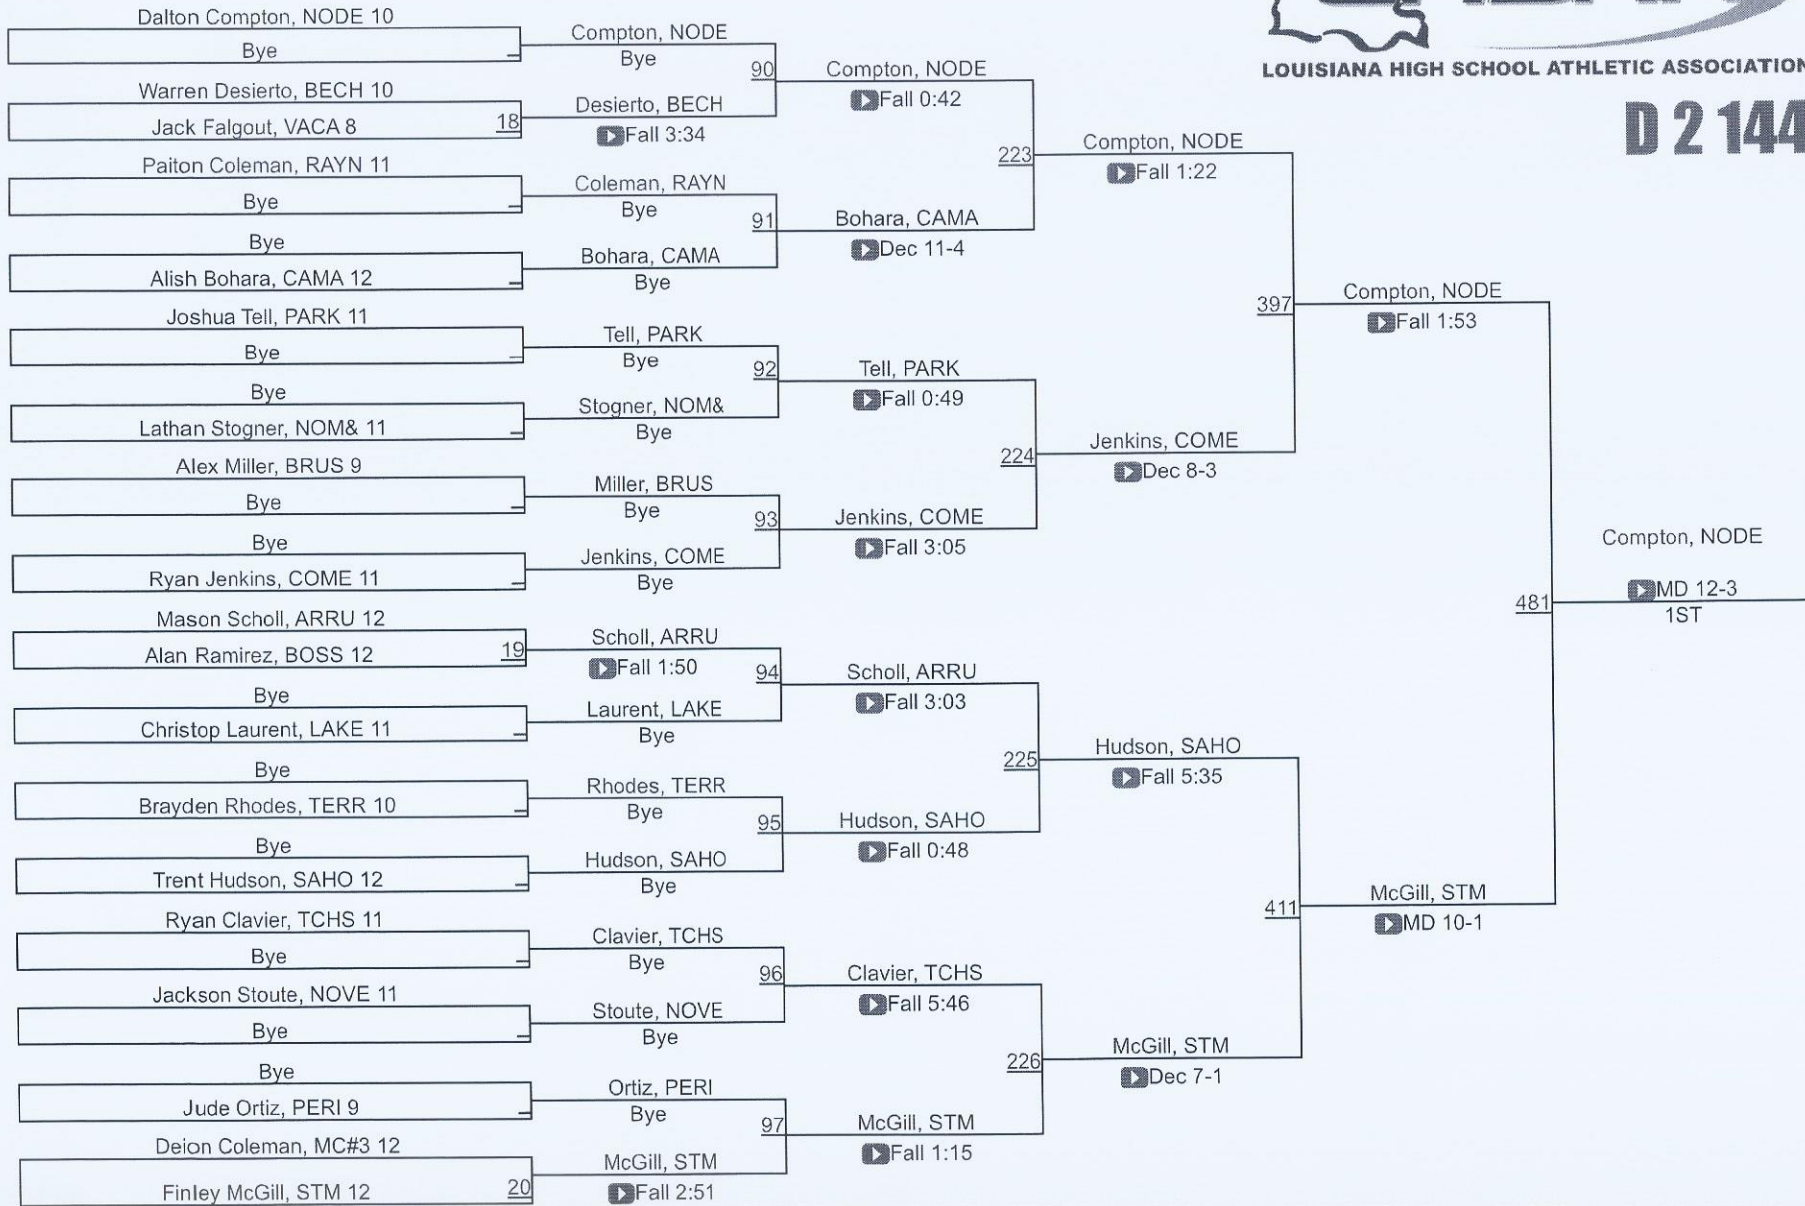 LOUISIANA HIGH SCHOOL ATHLETIC ASSOCIATION
D 2 144
Dalton Compton, NODE 10
Bye
Warren Desierto, BECH 10
Jack Falgout, VACA 8
18
Paiton Coleman, RAYN 11
Bye
Bye
Alish Bohara, CAMA 12
Joshua Tell, PARK 11
Bye
Bye
Lathan Stogner, NOM& 11
Alex Miller, BRUS 9
Bye
Bye
Ryan Jenkins, COME 11
Mason Scholl, ARRU 12
Alan Ramirez, BOSS 12
19
Bye
Christop Laurent, LAKE 11
Bye
Brayden Rhodes, TERR 10
Bye
Trent Hudson, SAHO 12
Ryan Clavier, TCHS 11
Bye
Jackson Stoute, NOVE 11
Bye
Bye
Jude Ortiz, PERI 9
Deion Coleman, MC#3 12
Finley McGill, STM 12
20
Compton, NODE
Bye
90
Desierto, BECH
Fall 3:34
Coleman, RAYN
Bye
91
Bohara, CAMA
Bye
Tell, PARK
Bye
92
Stogner, NOM&
Bye
Miller, BRUS
Bye
93
Jenkins, COME
Bye
Scholl, ARRU
Fall 1:50
94
Laurent, LAKE
Bye
Rhodes, TERR
Bye
95
Hudson, SAHO
Bye
Clavier, TCHS
Bye
96
Stoute, NOVE
Bye
Ortiz, PERI
Bye
97
McGill, STM
Fall 2:51
Compton, NODE
Fall 0:42
223
Bohara, CAMA
Dec 11-4
Tell, PARK
Fall 0:49
224
Jenkins, COME
Fall 3:05
Scholl, ARRU
Fall 3:03
225
Hudson, SAHO
Fall 0:48
Clavier, TCHS
Fall 5:46
226
McGill, STM
Fall 1:15
Compton, NODE
Fall 1:22
397
Jenkins, COME
Dec 8-3
Hudson, SAHO
Fall 5:35
411
McGill, STM
Dec 7-1
Compton, NODE
Fall 1:53
481
McGill, STM
MD 10-1
Compton, NODE
MD 12-3
1ST